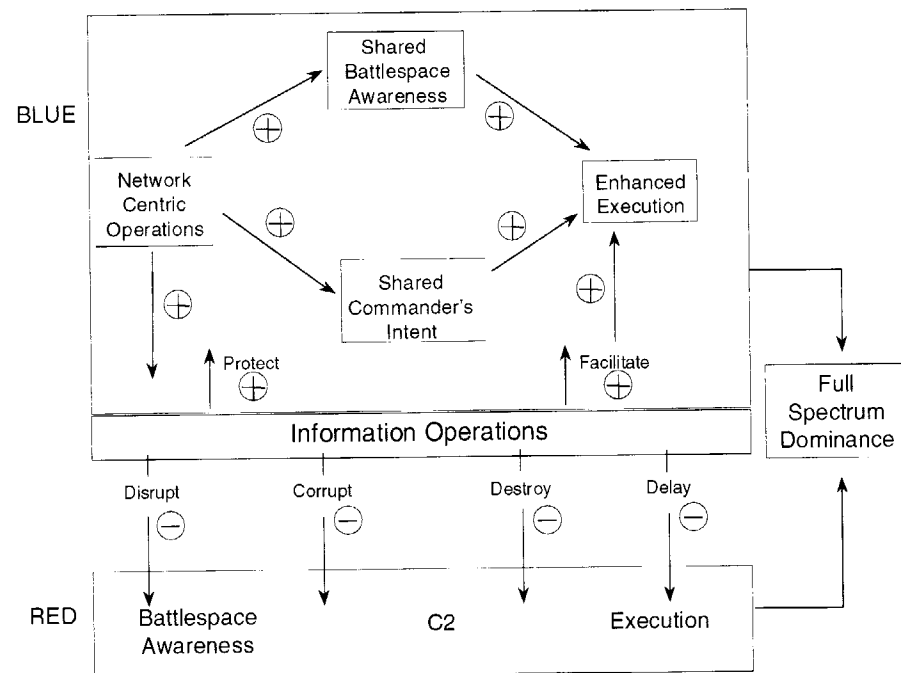 Shared
Battlespace
Awareness
BLUE
Network
Centric
Operations
Enhanced
Execution
Shared
Commander's
Intent
Protect
Facilitate
Full
Spectrum
Dominance
Information Operations
Disrupt
Corrupt
Destroy
Delay
RED
Battlespace
Awareness
C2
Execution